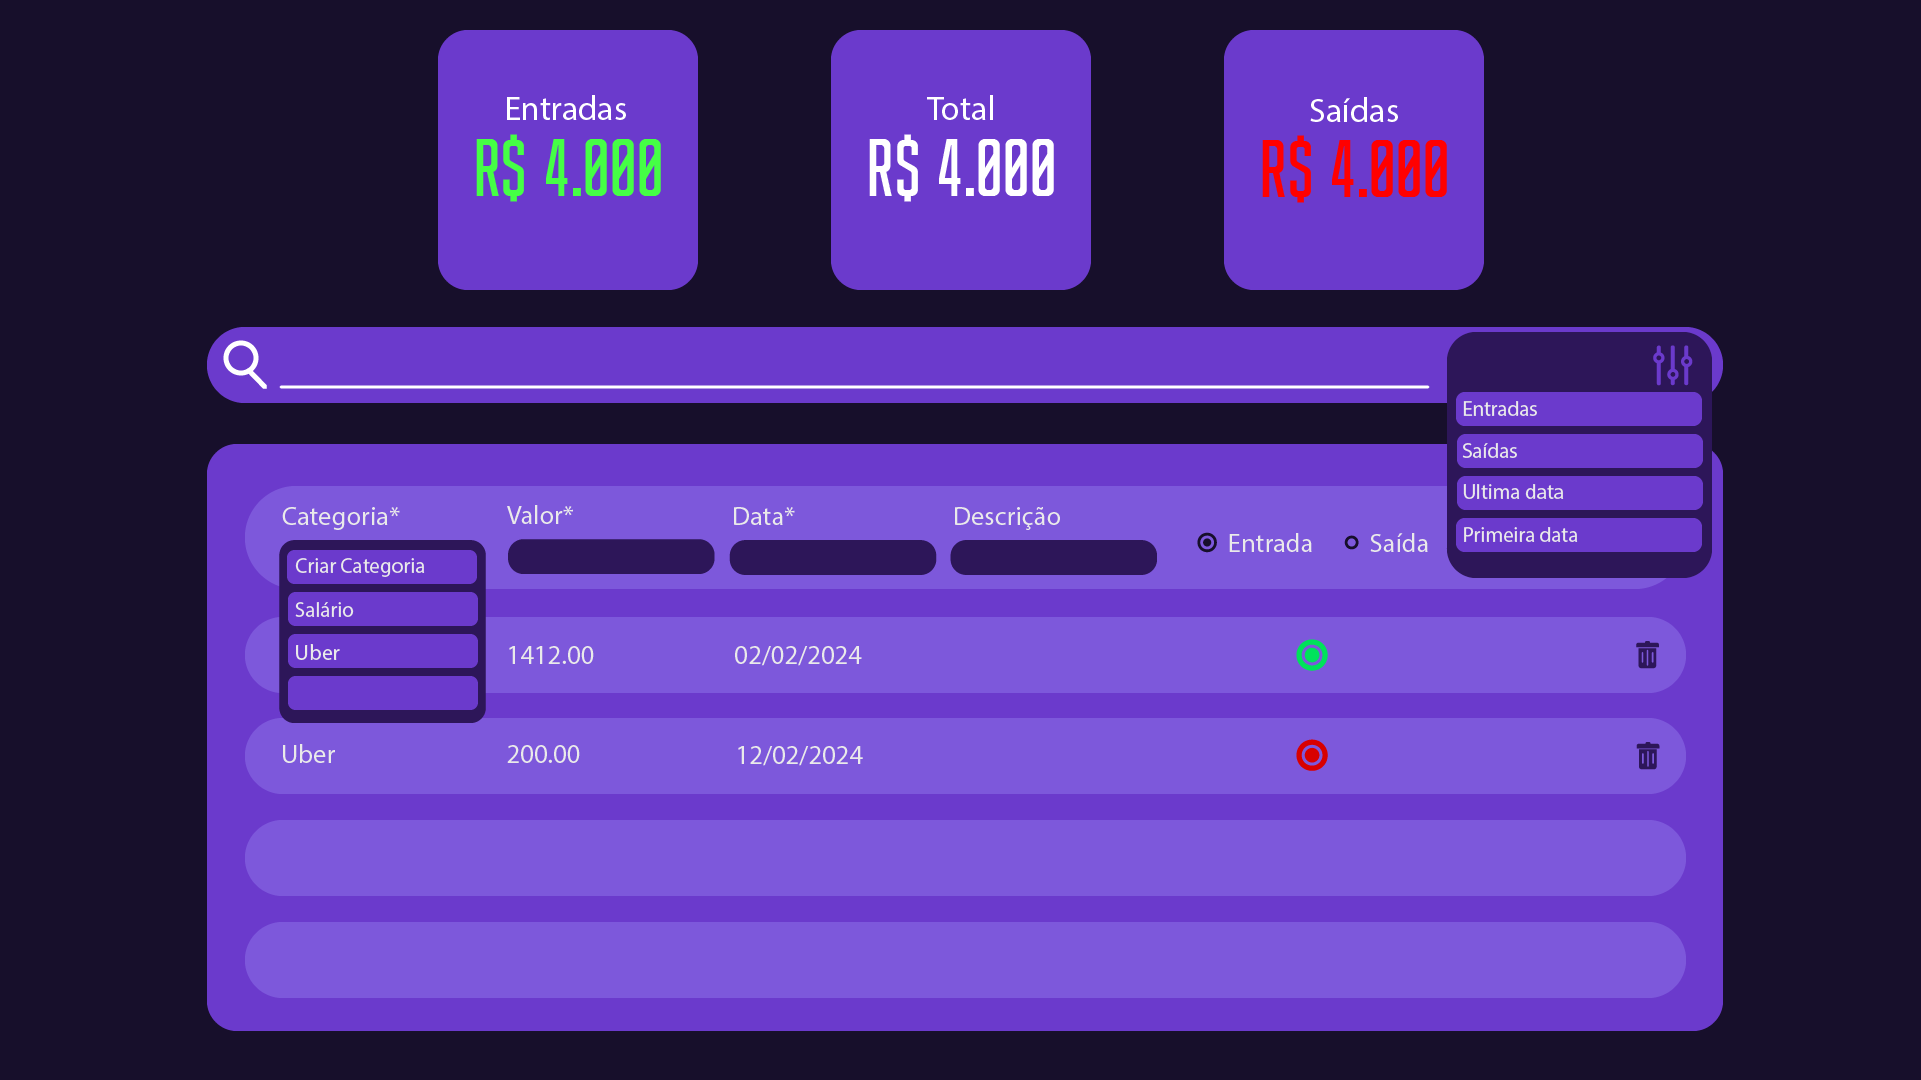 Entradas
R$ 4.000
Total
R$ 4.000
Saídas
R$ 4.000
Entradas
Saídas
Ultima data
Primeira data
Categoria*
Valor*
Data*
Descrição
Entrada
Saída
Criar Categoria
Salário
Uber
1412.00
02/02/2024
Uber
200.00
12/02/2024